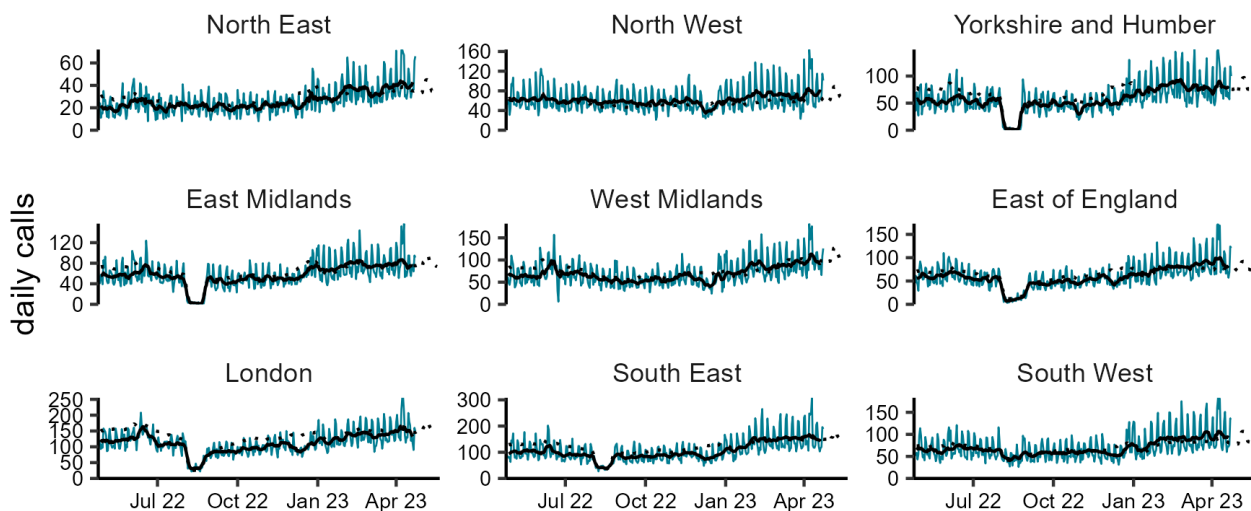 North East
North West
Yorkshire and Humber
60
40
20
0
160
120
80
40
0
100
50
0
daily calls
East Midlands
West Midlands
East of England
120
80
40
0
150
100
50
0
150
100
50
0
London
South East
South West
250
200
150
100
50
0
300
200
100
0
150
100
50
0
Jul 22 Oct 22 Jan 23 Apr 23
Jul 22 Oct 22 Jan 23 Apr 23
Jul 22 Oct 22 Jan 23 Apr 23